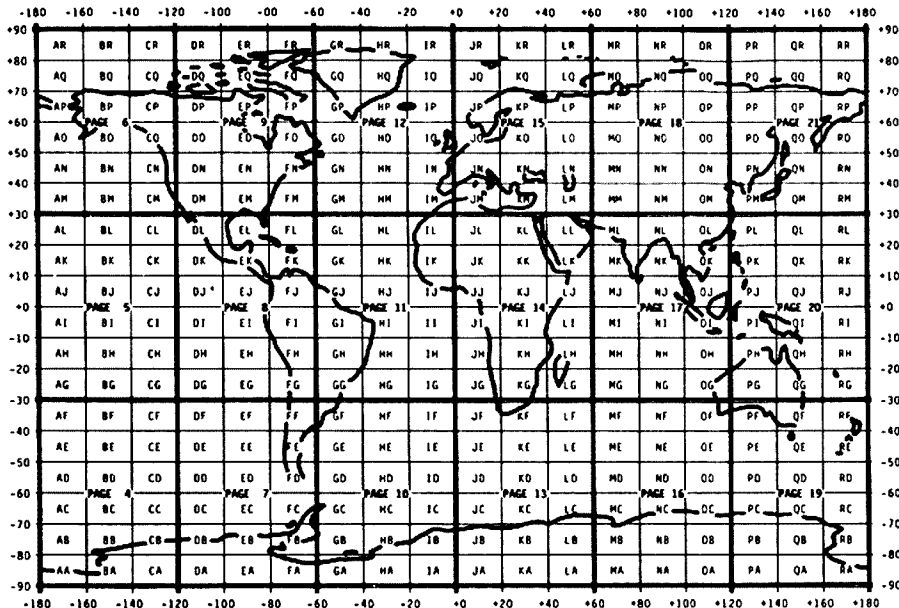 -180 -160 -140 -120 -100 -80 -60 -40 -20 +0 +20 +40 +60 +80 +100 +120 +140 +160 +180
+90 +90
AR BR CR DR ER FR GR HR IR JR KR LR MR NR OR PR QR RR
+80 +80
AQ BQ CQ DQ EQ FQ GQ HQ IQ JQ KQ LQ MQ NQ OQ PQ QQ RQ
+70 +70
AP BP CP DP EP FP GP HP IP JP KP LP MP NP OP PP QP RP
+60 PAGE 6 PAGE 9 PAGE 12 PAGE 15 PAGE 18 PAGE 21 +60
AO BO CO DO EO FO GO HO IO JO KO LO MO NO OO PO QO RO
+50 +50
AN BN CN DN EN FN GN HN IN JN KN LN MN NN ON PN QN RN
+40 +40
AM BM CM DM EM FM GM HM IM JM KM LM MM NM OM PM QM RM
+30 +30
AL BL CL DL EL FL GL HL IL JL KL LL ML NL OL PL QL RL
+20 +20
AK BK CK DK EK FK GK HK IK JK KK LK MK NK OK PK QK RK
+10 +10
AJ BJ CJ DJ EJ FJ GJ HJ IJ JJ KJ LJ MJ NJ OJ PJ QJ RJ
+0 PAGE 5 PAGE 8 PAGE 11 PAGE 14 PAGE 17 PAGE 20 +0
AI BI CI DI EI FI GI HI II JI KI LI MI NI OI PI QI RI
-10 -10
AH BH CH DH EH FH GH HH IH JH KH LH MH NH OH PH QH RH
-20 -20
AG BG CG DG EG FG GG HG IG JG KG LG MG NG OG PG QG RG
-30 -30
AF BF CF DF EF FF GF HF IF JF KF LF MF NF OF PF QF RF
-40 -40
AE BE CE DE EE FE GE HE IE JE KE LE ME NE OE PE QE RE
-50 -50
AD BD CD DD ED FD GD HD ID JD KD LD MD ND OD PD QD RD
-60 PAGE 4 PAGE 7 PAGE 10 PAGE 13 PAGE 16 PAGE 19 -60
AC BC CC DC EC FC GC HC IC JC KC LC MC NC OC PC QC RC
-70 -70
AB BB CB DB EB FB GB HB IB JB KB LB MB NB OB PB QB RB
-80 -80
AA BA CA DA EA FA GA HA IA JA KA LA MA NA OA PA QA RA
-90 -90
-180 -160 -140 -120 -100 -80 -60 -40 -20 +0 +20 +40 +60 +80 +100 +120 +140 +160 +180